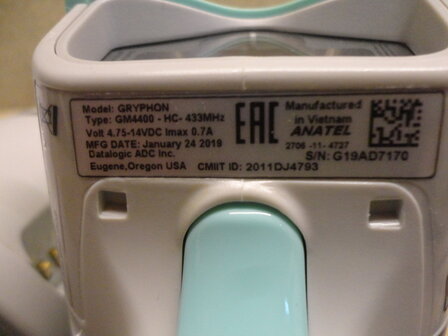 Model: GRYPHON
Type: GM4400 - HC- 433MHz
Volt 4.75-14VDC Imax 0.7A
MFG DATE: January 24 2019
Datalogic ADC Inc.
Eugene,Oregon USA
CMIIT ID: 2011DJ4793
EAC
Manufactured
in Vietnam
ANATEL
2706 -11- 4727
S/N: G19AD7170